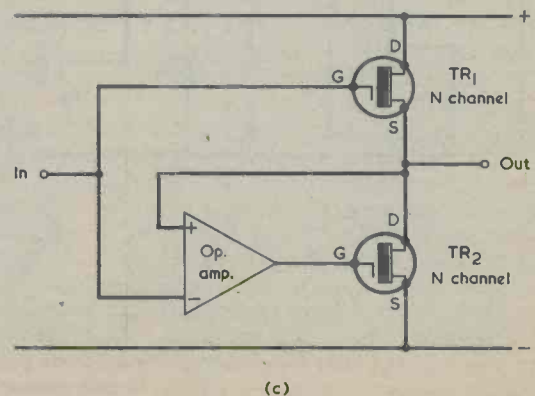 +
D
G
TR1
N channel
S
In
Out
D
+
Op.
amp.
G
TR2
N channel
−
S
−
(c)